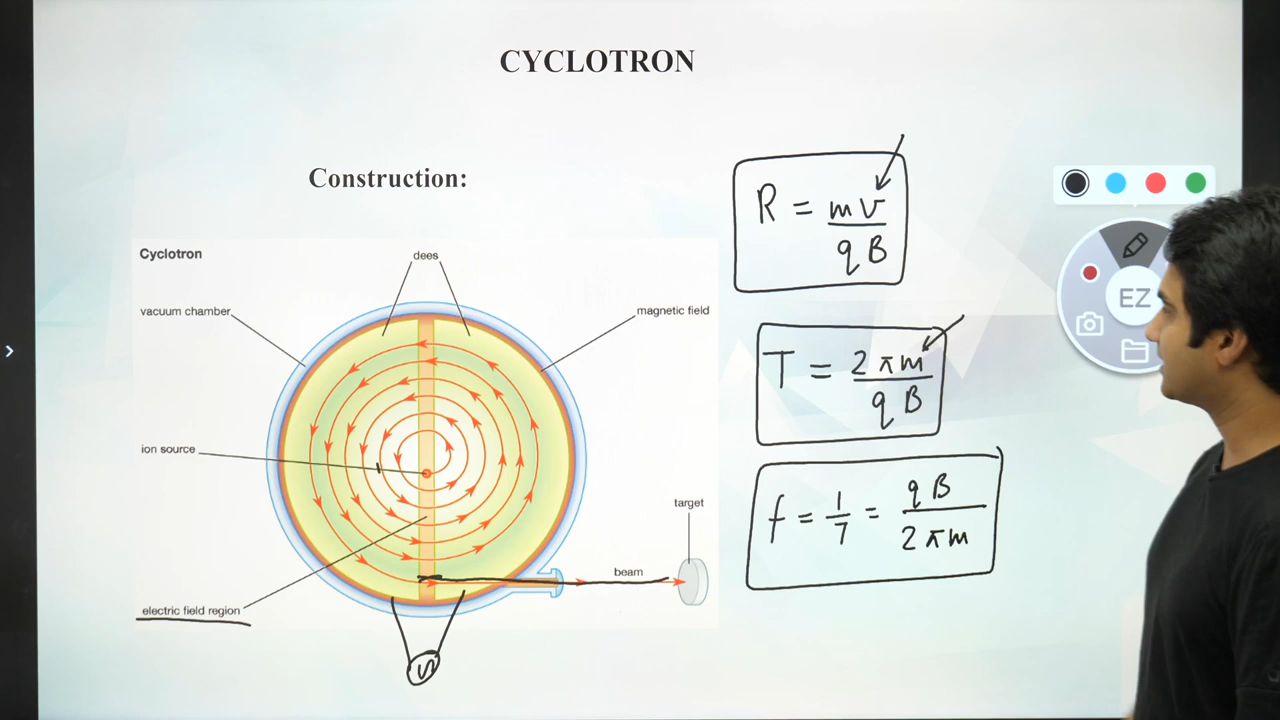 CYCLOTRON
Construction:
Cyclotron
dees
vacuum chamber
magnetic field
ion source
target
beam
electric field region
R = mv / qB
T = 2πm / qB
f = 1/T = qB / 2πm
EZ